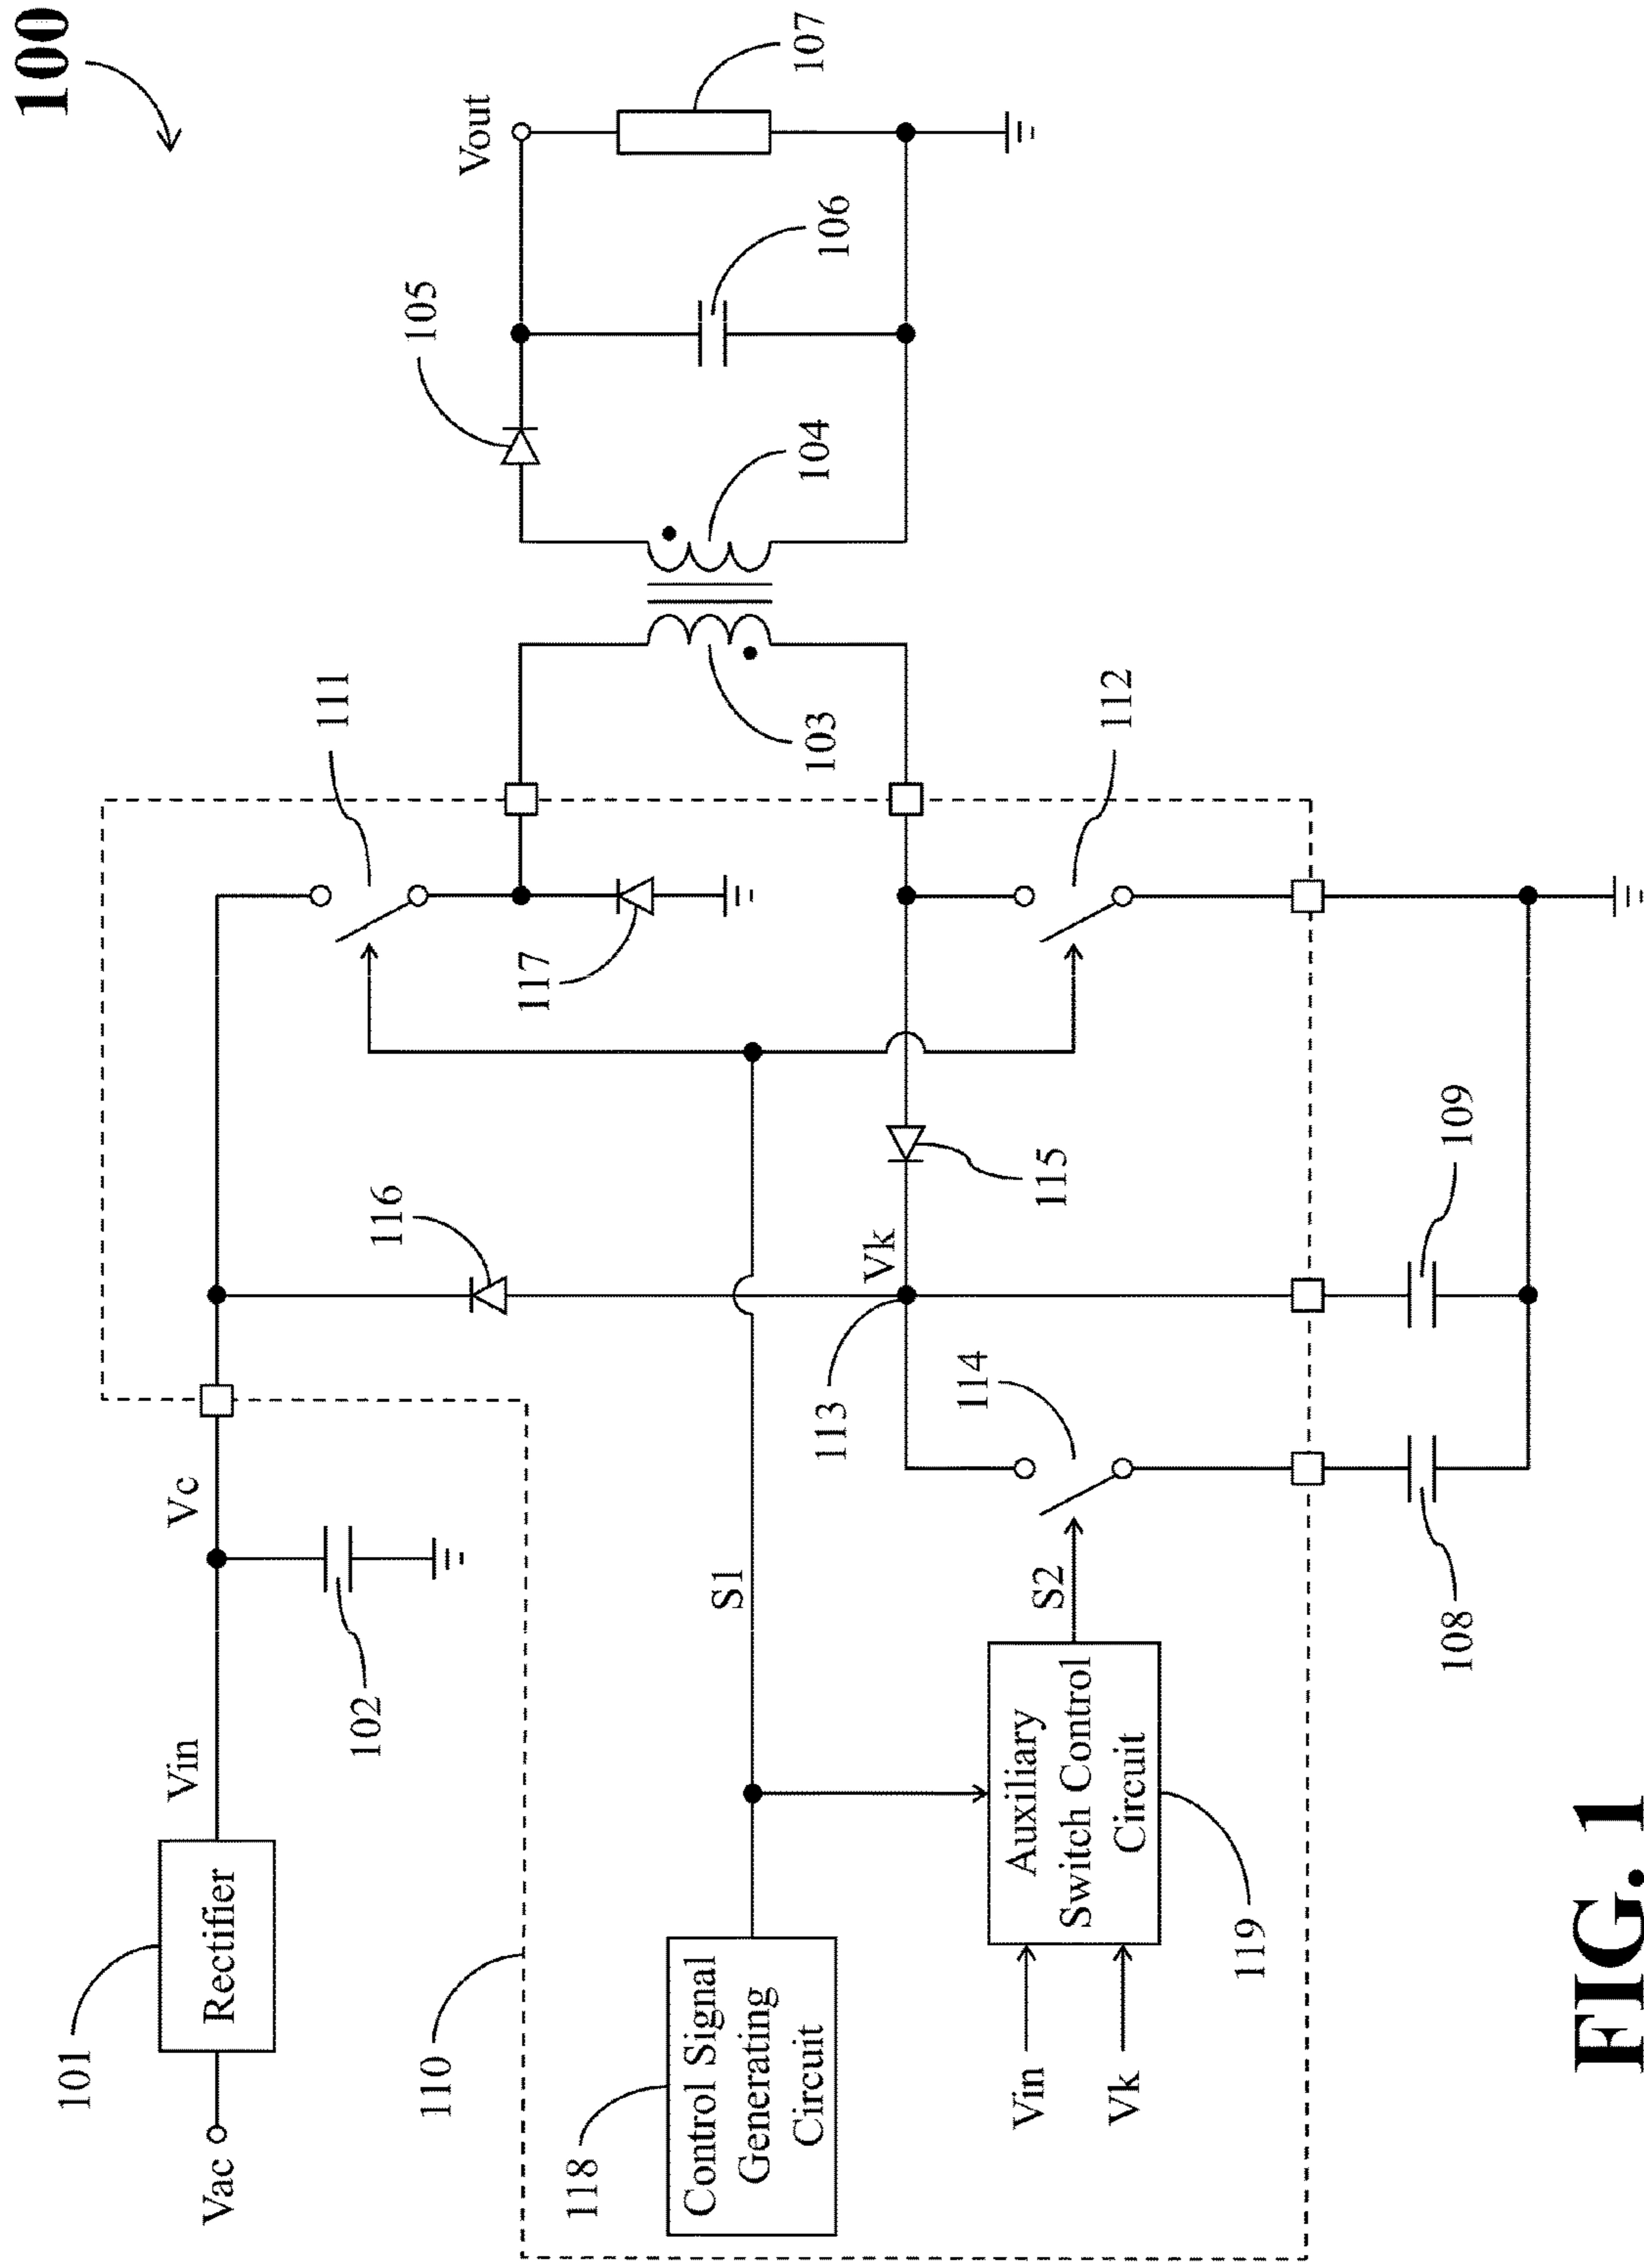 100
Vac
101
Rectifier
Vin
102
Vc
116
111
117
105
Vout
107
106
104
103
110
118
Control Signal
Generating
Circuit
S1
113
Vk
115
112
114
Vin
Vk
119
Auxiliary
Switch Control
Circuit
S2
108
109
FIG. 1